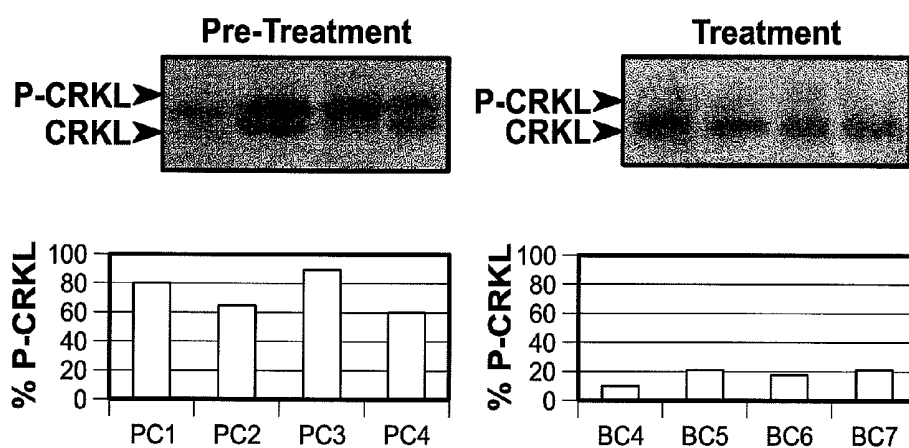 Pre-Treatment
P-CRKL
CRKL
Treatment
P-CRKL
CRKL
% P-CRKL
100
80
60
40
20
0
PC1 PC2 PC3 PC4
% P-CRKL
100
80
60
40
20
0
BC4 BC5 BC6 BC7